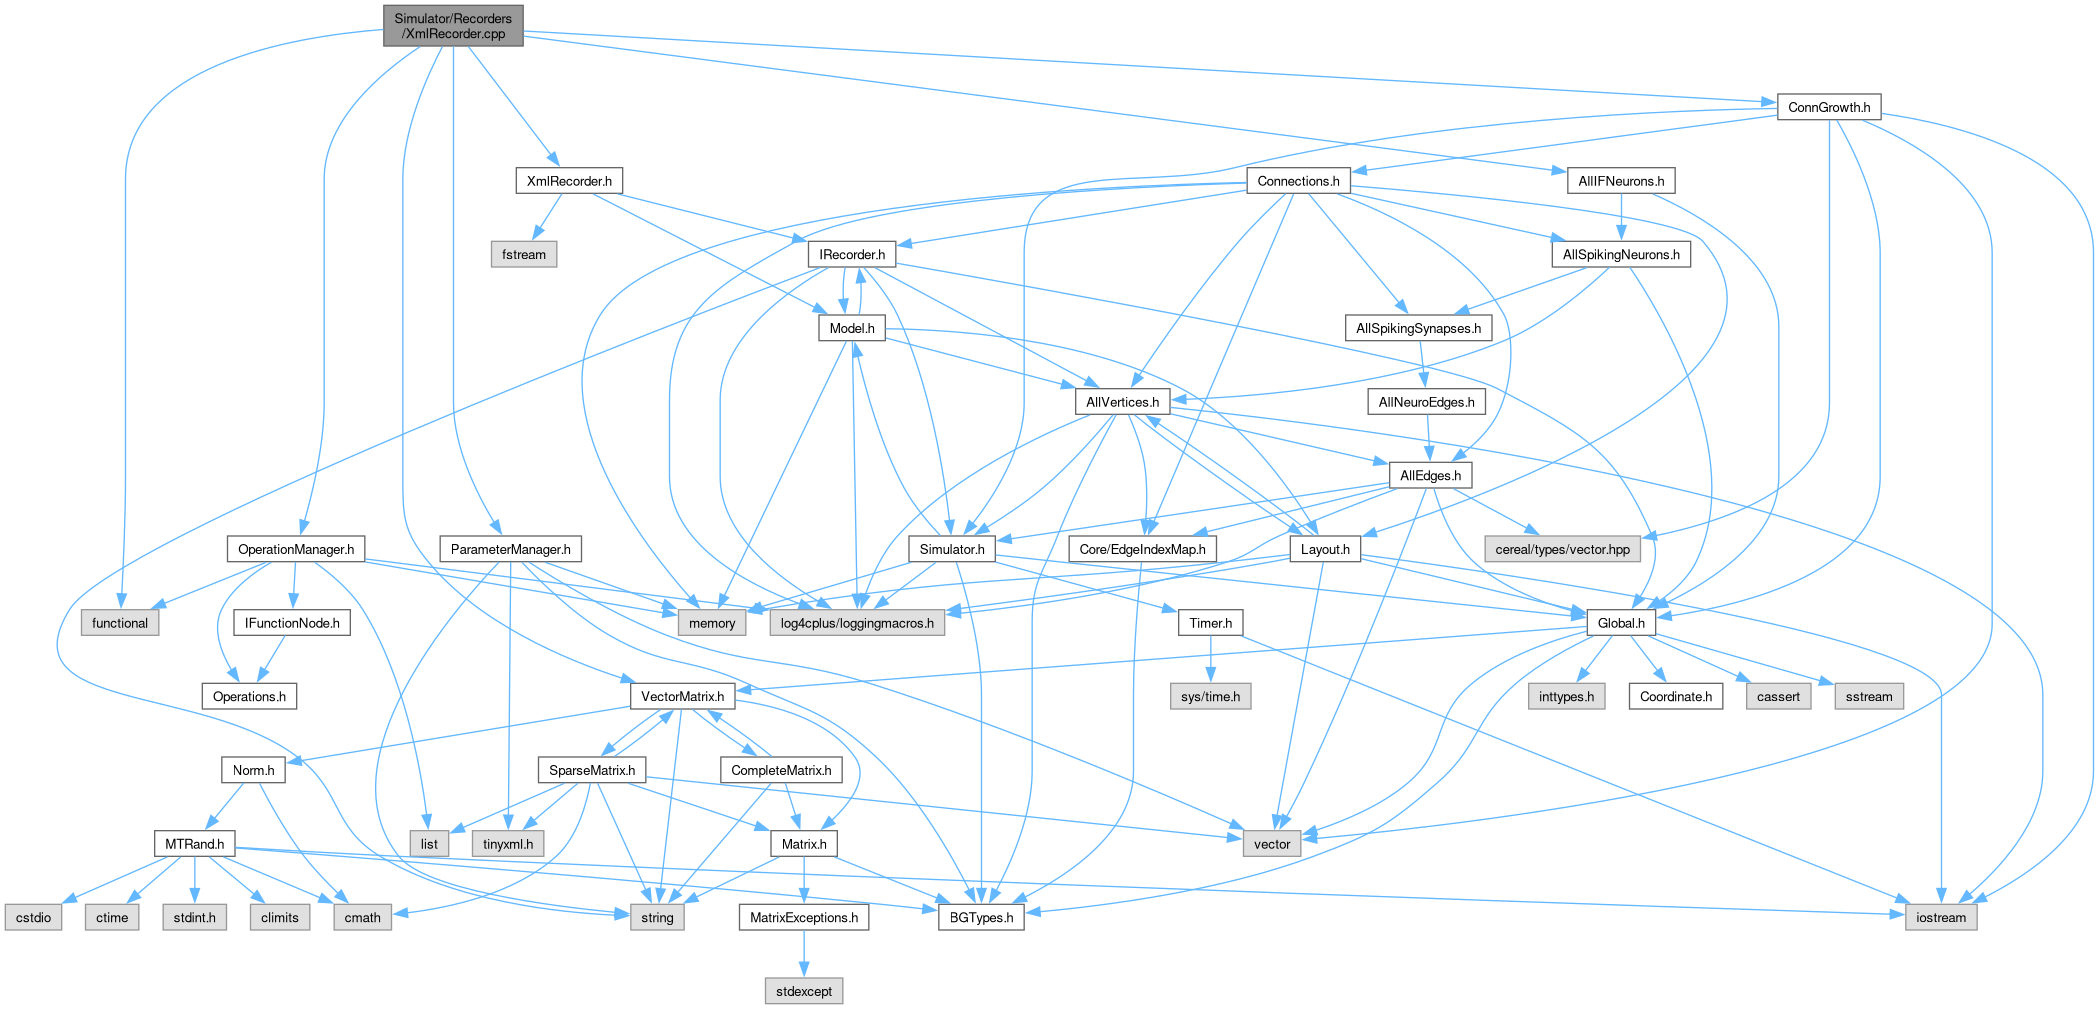 Simulator/Recorders
/XmlRecorder.cpp
ConnGrowth.h
XmlRecorder.h
Connections.h
AllIFNeurons.h
fstream
IRecorder.h
AllSpikingNeurons.h
Model.h
AllSpikingSynapses.h
AllVertices.h
AllNeuroEdges.h
AllEdges.h
OperationManager.h
ParameterManager.h
Simulator.h
Core/EdgeIndexMap.h
Layout.h
cereal/types/vector.hpp
functional
IFunctionNode.h
memory
log4cplus/loggingmacros.h
Timer.h
Global.h
Operations.h
VectorMatrix.h
sys/time.h
inttypes.h
Coordinate.h
cassert
sstream
Norm.h
SparseMatrix.h
CompleteMatrix.h
MTRand.h
list
tinyxml.h
Matrix.h
vector
cstdio
ctime
stdint.h
climits
cmath
string
MatrixExceptions.h
BGTypes.h
iostream
stdexcept